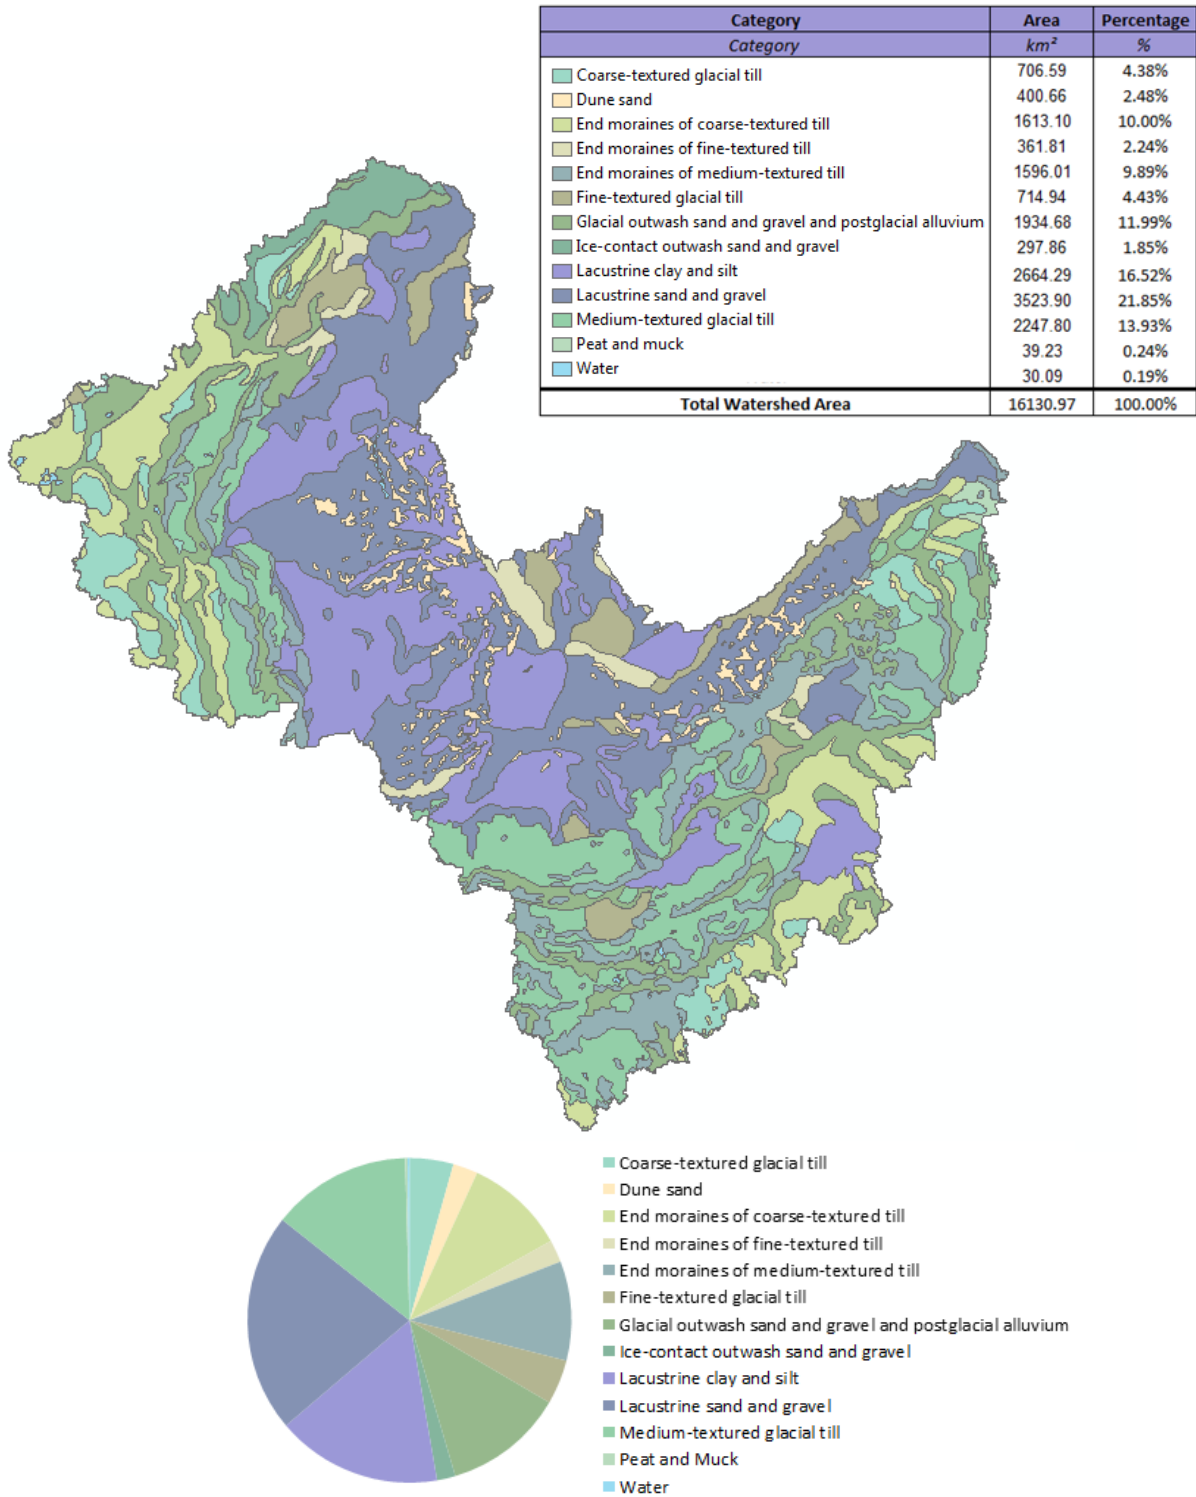 Category Area Percentage
Category km² %
Coarse-textured glacial till 706.59 4.38%
Dune sand 400.66 2.48%
End moraines of coarse-textured till 1613.10 10.00%
End moraines of fine-textured till 361.81 2.24%
End moraines of medium-textured till 1596.01 9.89%
Fine-textured glacial till 714.94 4.43%
Glacial outwash sand and gravel and postglacial alluvium 1934.68 11.99%
Ice-contact outwash sand and gravel 297.86 1.85%
Lacustrine clay and silt 2664.29 16.52%
Lacustrine sand and gravel 3523.90 21.85%
Medium-textured glacial till 2247.80 13.93%
Peat and muck 39.23 0.24%
Water 30.09 0.19%
Total Watershed Area 16130.97 100.00%
Coarse-textured glacial till
Dune sand
End moraines of coarse-textured till
End moraines of fine-textured till
End moraines of medium-textured till
Fine-textured glacial till
Glacial outwash sand and gravel and postglacial alluvium
Ice-contact outwash sand and gravel
Lacustrine clay and silt
Lacustrine sand and gravel
Medium-textured glacial till
Peat and Muck
Water